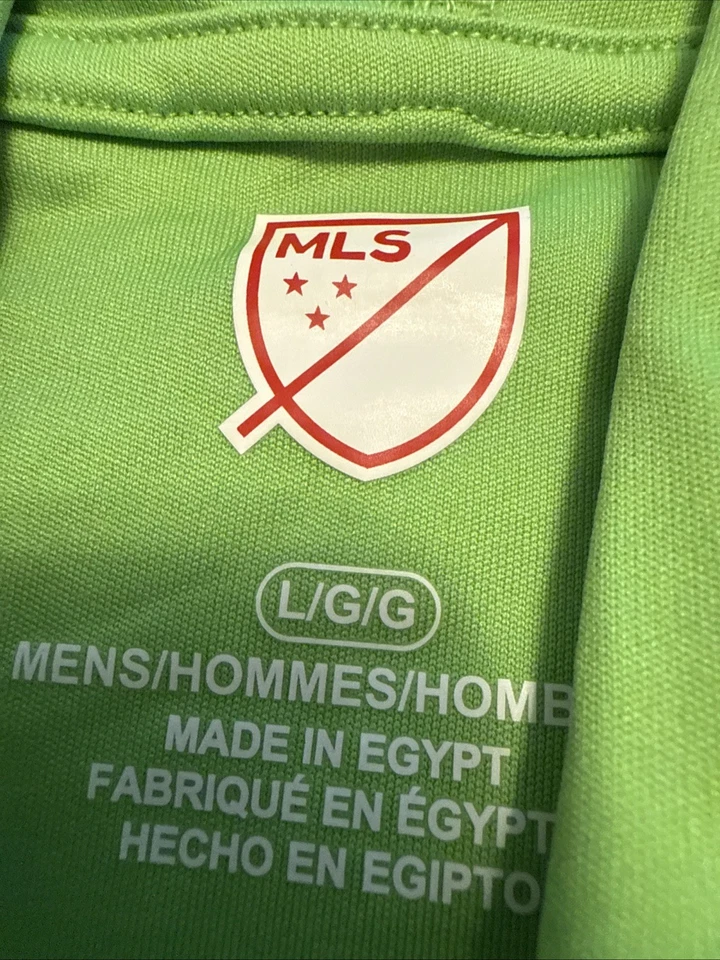 MLS
L/G/G
MENS/HOMMES/HOMB
MADE IN EGYPT
FABRIQUÉ EN ÉGYPT
HECHO EN EGIPTO